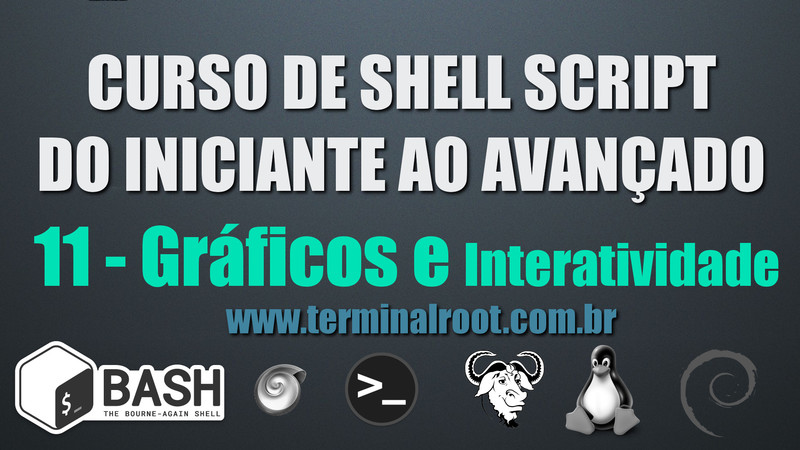 CURSO DE SHELL SCRIPT
DO INICIANTE AO AVANÇADO
11 - Gráficos e Interatividade
www.terminalroot.com.br
$_
BASH
THE BOURNE-AGAIN SHELL
>_